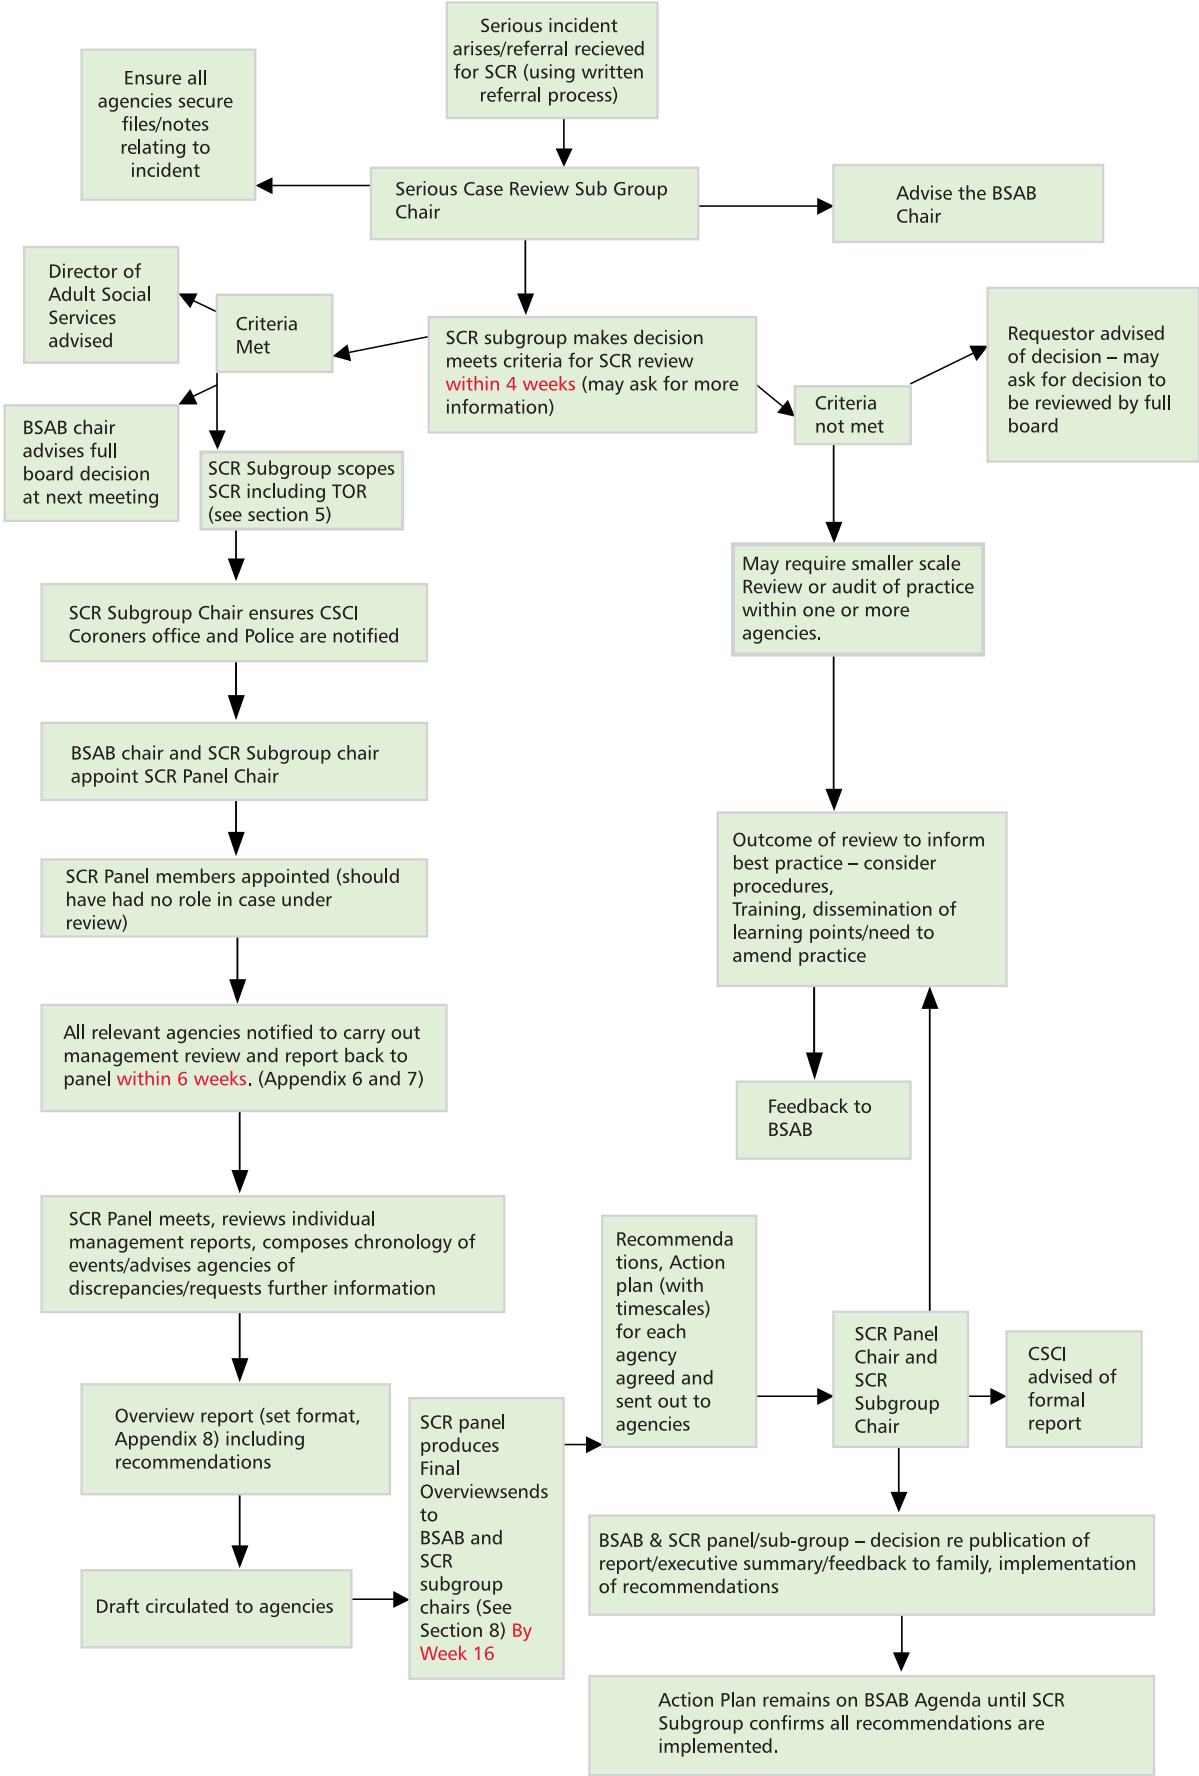 Serious incident
arises/referral recieved
for SCR (using written
referral process)
Ensure all
agencies secure
files/notes
relating to
incident
Serious Case Review Sub Group
Chair
Advise the BSAB
Chair
Director of
Adult Social
Services
advised
Criteria
Met
SCR subgroup makes decision
meets criteria for SCR review
within 4 weeks (may ask for more
information)
Criteria
not met
Requestor advised
of decision – may
ask for decision to
be reviewed by full
board
BSAB chair
advises full
board decision
at next meeting
SCR Subgroup scopes
SCR including TOR
(see section 5)
May require smaller scale
Review or audit of practice
within one or more
agencies.
SCR Subgroup Chair ensures CSCI
Coroners office and Police are notified
BSAB chair and SCR Subgroup chair
appoint SCR Panel Chair
SCR Panel members appointed (should
have had no role in case under
review)
Outcome of review to inform
best practice – consider
procedures,
Training, dissemination of
learning points/need to
amend practice
All relevant agencies notified to carry out
management review and report back to
panel within 6 weeks. (Appendix 6 and 7)
Feedback to
BSAB
SCR Panel meets, reviews individual
management reports, composes chronology of
events/advises agencies of
discrepancies/requests further information
Overview report (set format,
Appendix 8) including
recommendations
Draft circulated to agencies
SCR panel
produces
Final
Overviewsends
to
BSAB and
SCR
subgroup
chairs (See
Section 8) By
Week 16
Recommenda
tions, Action
plan (with
timescales)
for each
agency
agreed and
sent out to
agencies
SCR Panel
Chair and
SCR
Subgroup
Chair
CSCI
advised of
formal
report
BSAB & SCR panel/sub-group – decision re publication of
report/executive summary/feedback to family, implementation
of recommendations
Action Plan remains on BSAB Agenda until SCR
Subgroup confirms all recommendations are
implemented.